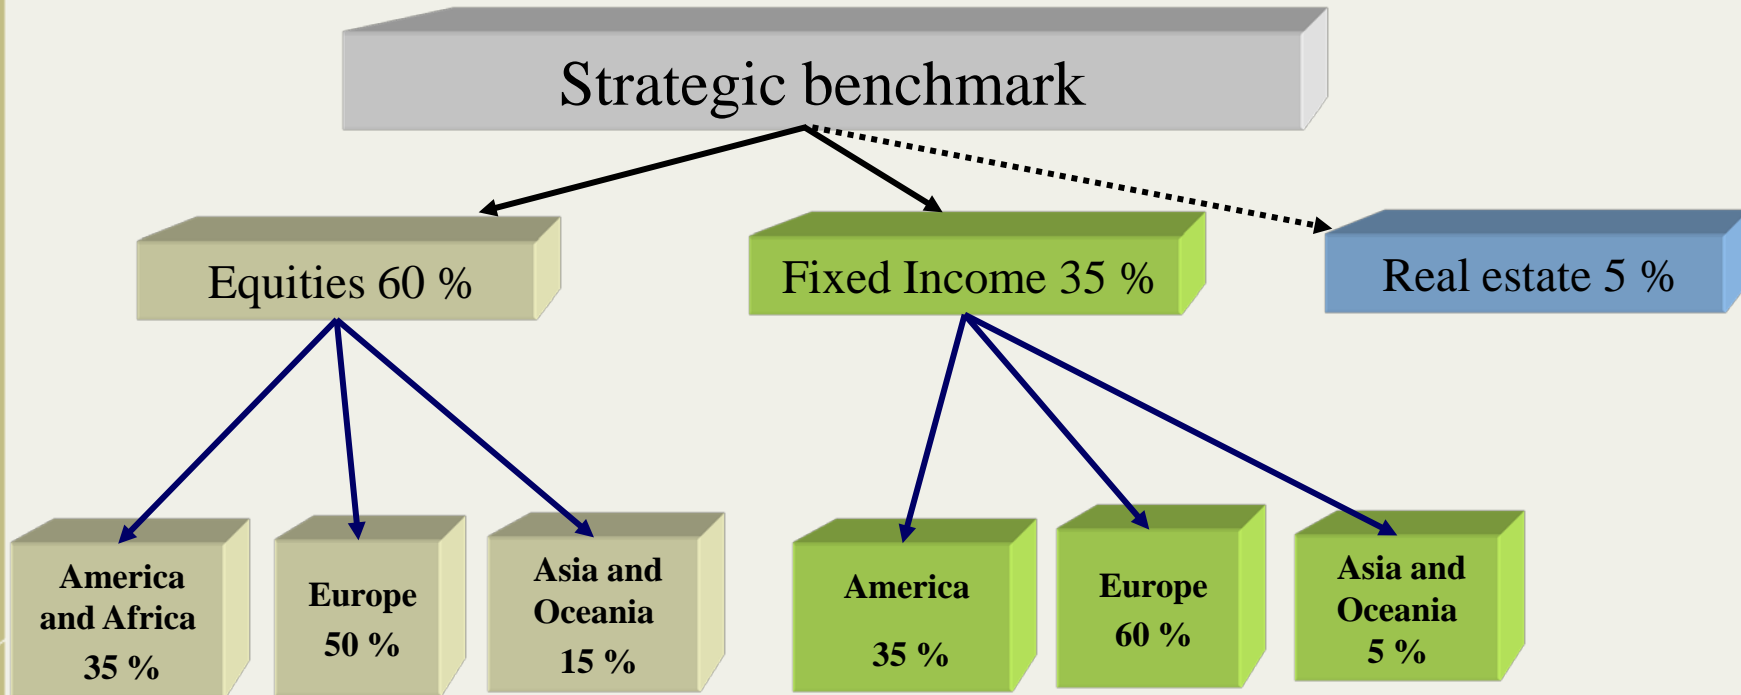 Strategic benchmark
Equities 60 %
Fixed Income 35 %
Real estate 5 %
America
and Africa
35 %
Europe
50 %
Asia and
Oceania
15 %
America
35 %
Europe
60 %
Asia and
Oceania
5 %